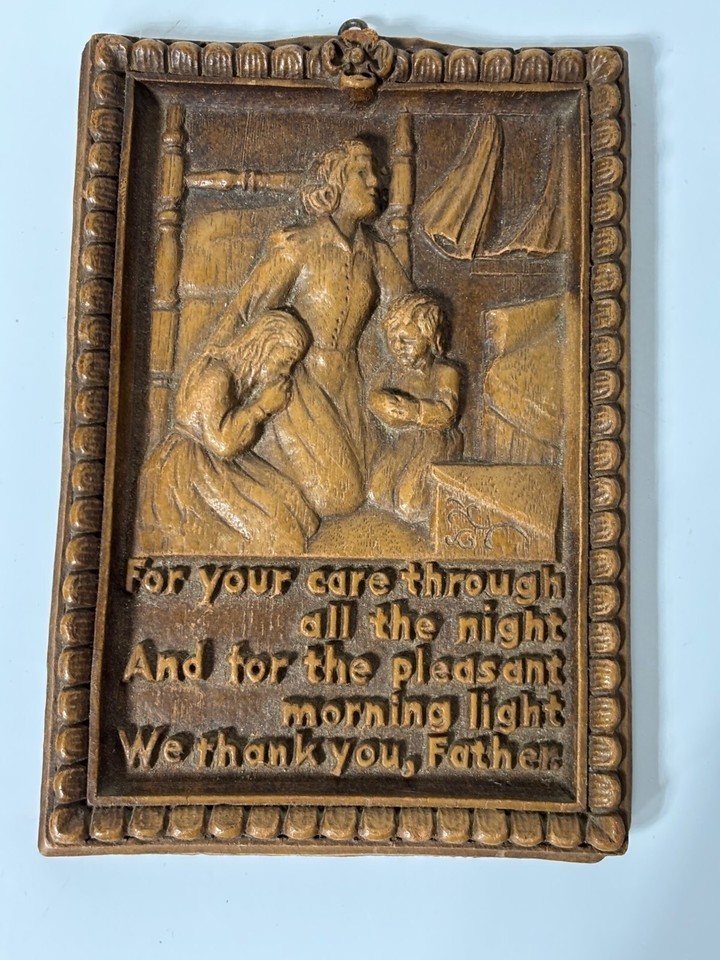 For your care through
all the night
And for the pleasant
morning light
We thank you, Father.